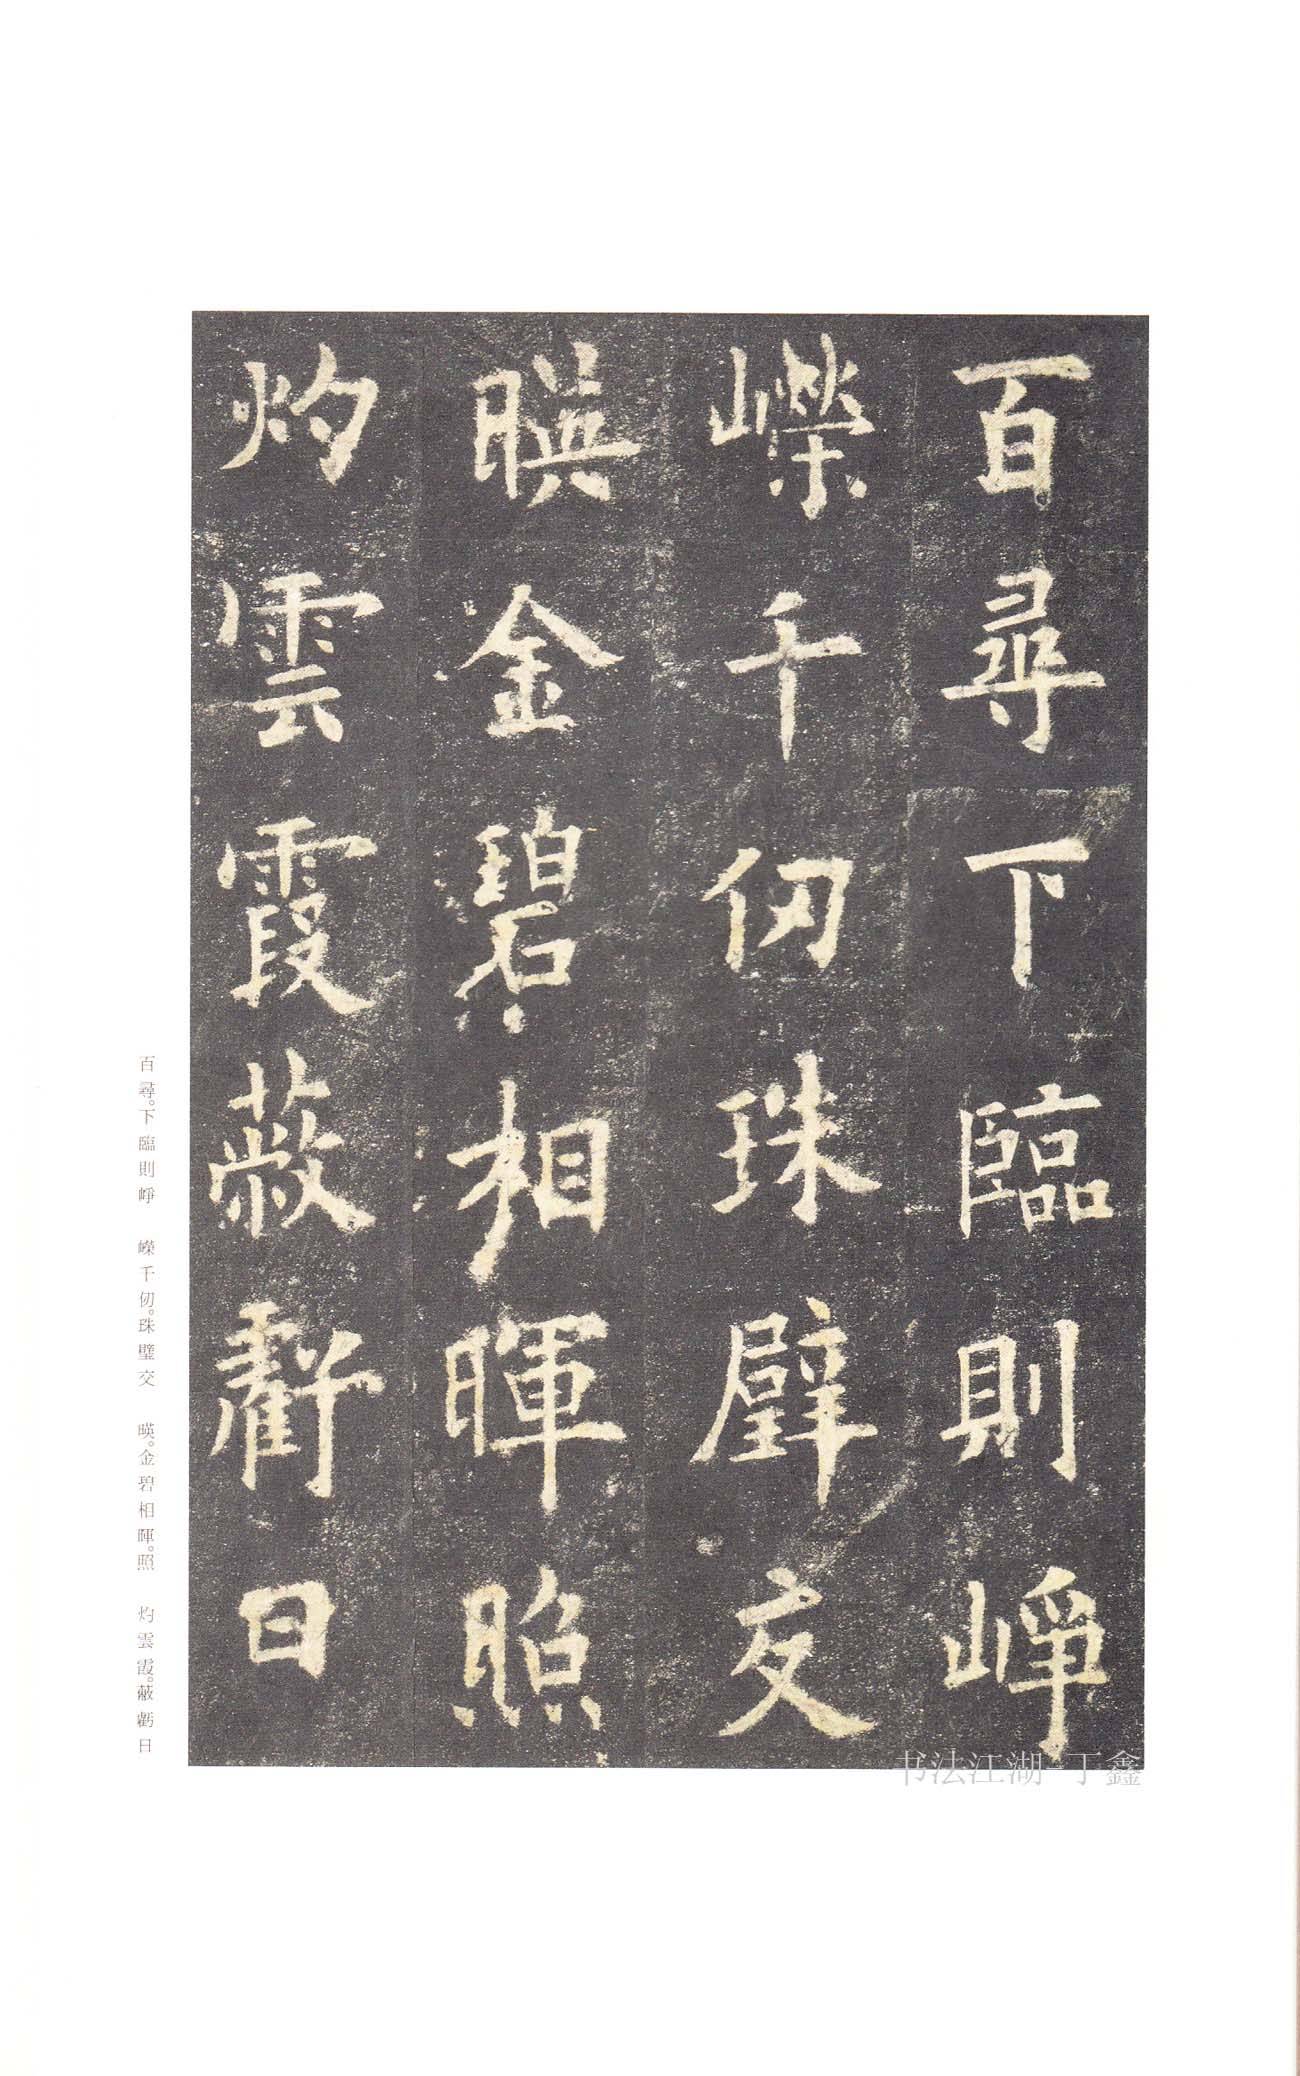 百尋下臨則崢
嶸千仞珠璧交
暎金碧相暉照
灼雲霞蔽虧日
百尋。下臨則崢　嶸千仞。珠璧交　暎。金碧相暉。照　灼雲霞。蔽虧日
书法江湖-丁鑫